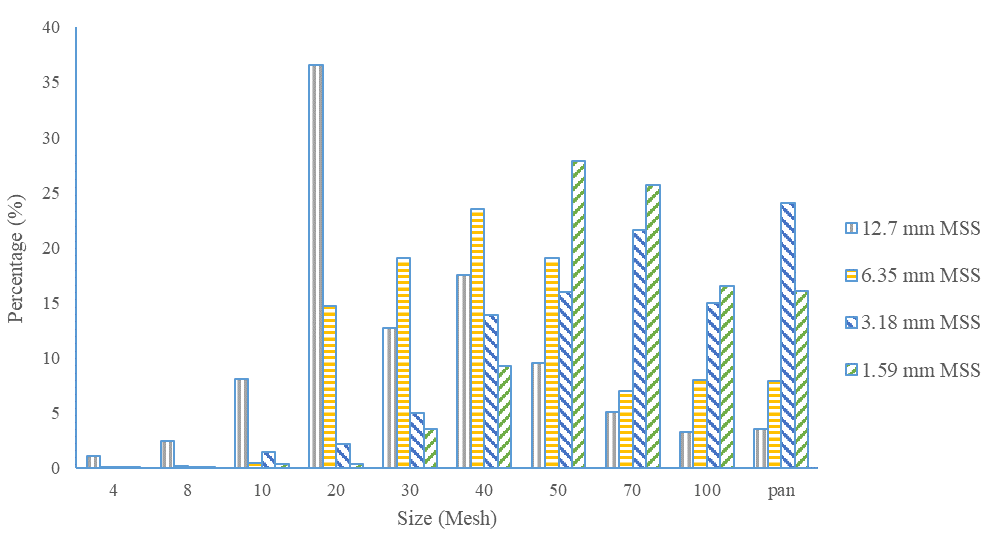 40
35
30
25
20
15
10
5
0
Percentage (%)
4 8 10 20 30 40 50 70 100 pan
Size (Mesh)
12.7 mm MSS
6.35 mm MSS
3.18 mm MSS
1.59 mm MSS